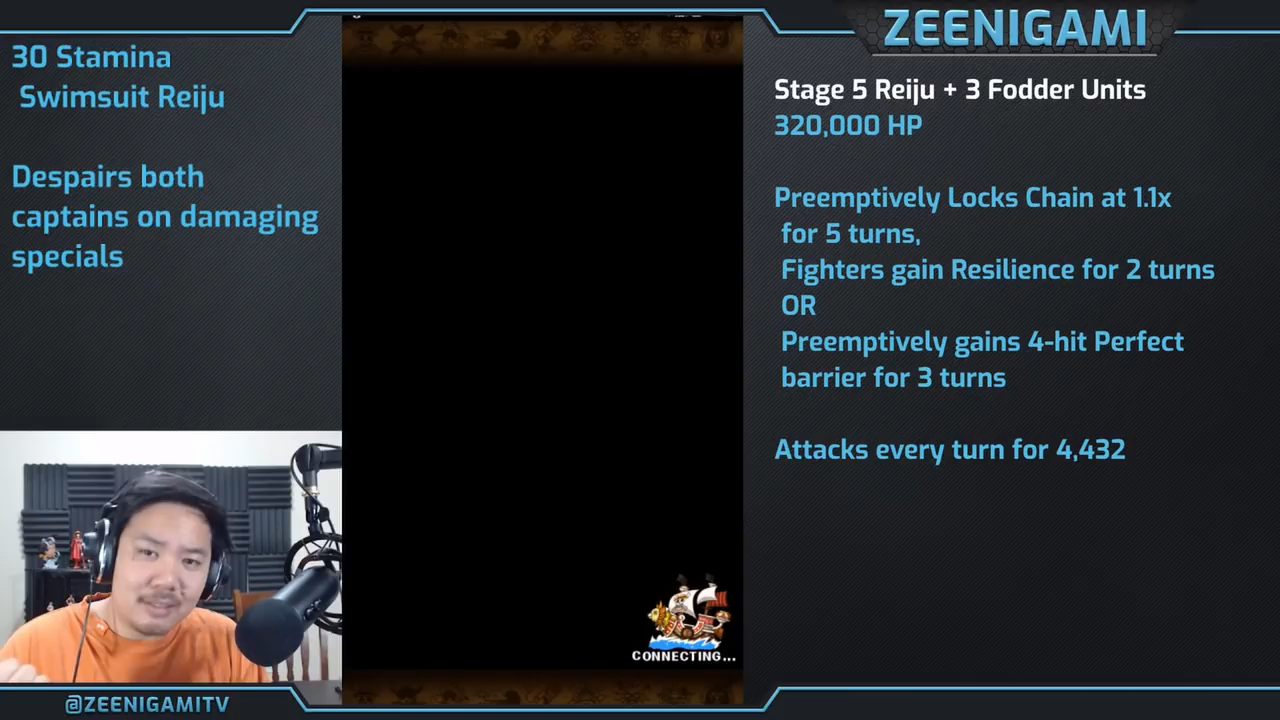 30 Stamina
Swimsuit Reiju
Despairs both
captains on damaging
specials
@ZEENIGAMITV
CONNECTING...
ZEENIGAMI
Stage 5 Reiju + 3 Fodder Units
320,000 HP
Preemptively Locks Chain at 1.1x
for 5 turns,
Fighters gain Resilience for 2 turns
OR
Preemptively gains 4-hit Perfect
barrier for 3 turns
Attacks every turn for 4,432